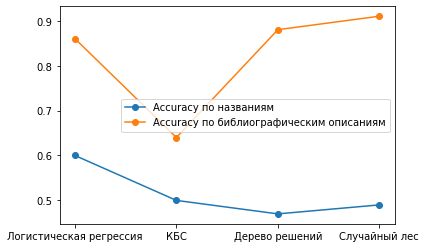 0.9
0.8
0.7
0.6
0.5
Accuracy по названиям
Accuracy по библиографическим описаниям
Логистическая регрессия КБС Дерево решений Случайный лес